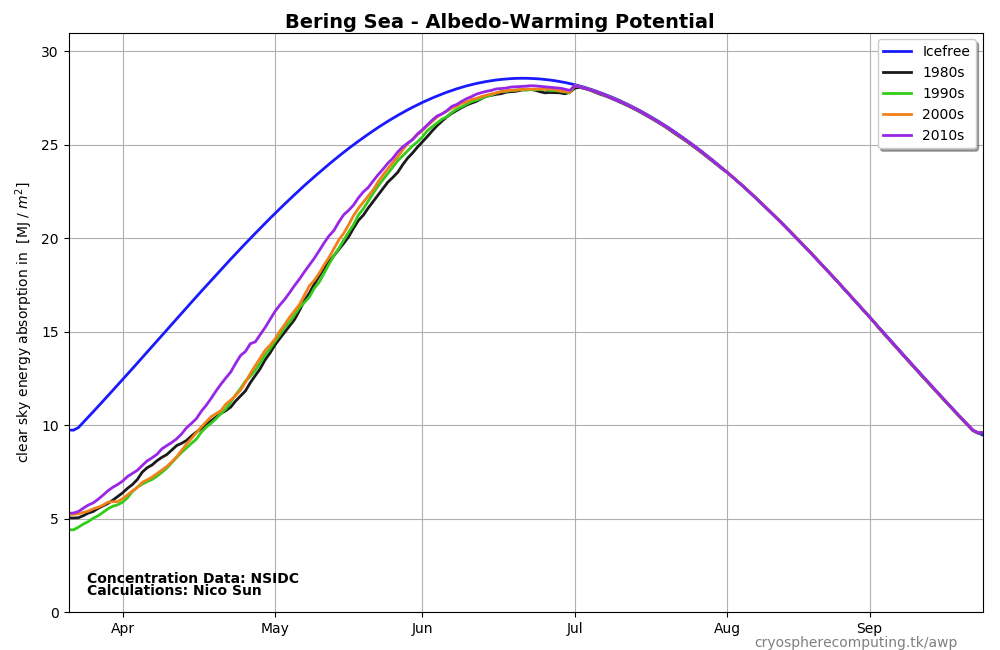 Bering Sea - Albedo-Warming Potential
30
25
20
15
10
5
0
clear sky energy absorption in [MJ / m²]
Icefree
1980s
1990s
2000s
2010s
Concentration Data: NSIDC
Calculations: Nico Sun
Apr May Jun Jul Aug Sep
cryospherecomputing.tk/awp